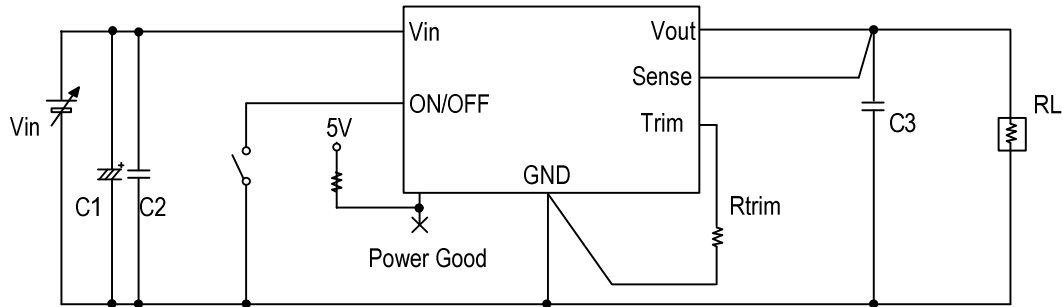 Vin
Vout
Sense
ON/OFF
Trim
GND
Vin
5V
C1
+
C2
Power Good
Rtrim
C3
RL